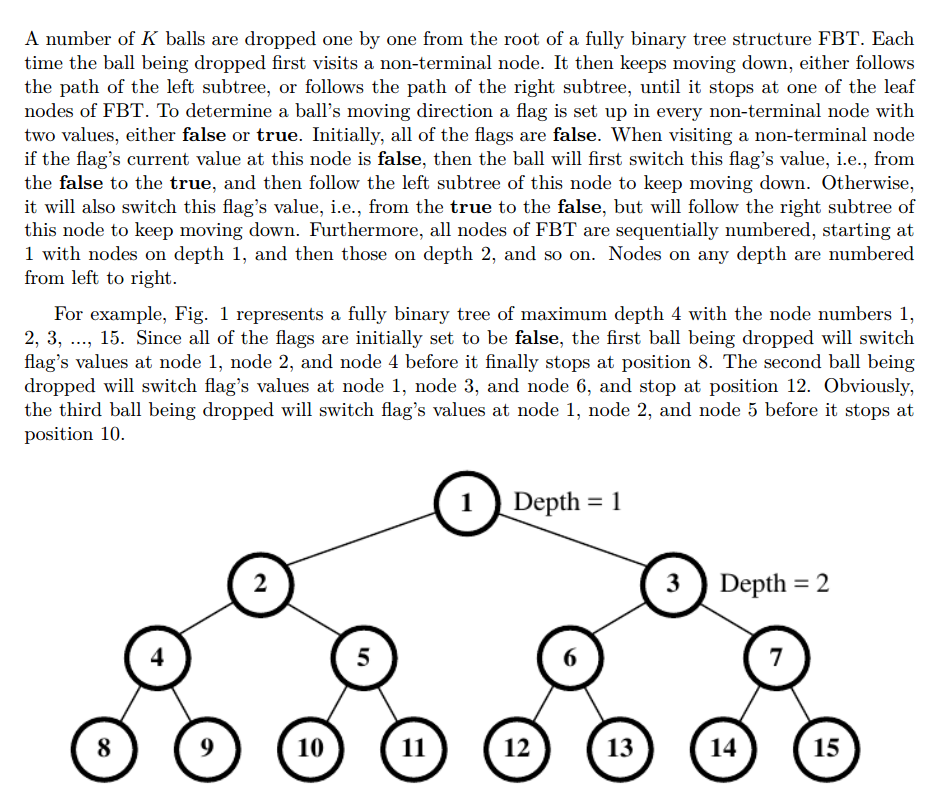 A number of K balls are dropped one by one from the root of a fully binary tree structure FBT. Each
time the ball being dropped first visits a non-terminal node. It then keeps moving down, either follows
the path of the left subtree, or follows the path of the right subtree, until it stops at one of the leaf
nodes of FBT. To determine a ball's moving direction a flag is set up in every non-terminal node with
two values, either false or true. Initially, all of the flags are false. When visiting a non-terminal node
if the flag's current value at this node is false, then the ball will first switch this flag's value, i.e., from
the false to the true, and then follow the left subtree of this node to keep moving down. Otherwise,
it will also switch this flag's value, i.e., from the true to the false, but will follow the right subtree of
this node to keep moving down. Furthermore, all nodes of FBT are sequentially numbered, starting at
1 with nodes on depth 1, and then those on depth 2, and so on. Nodes on any depth are numbered
from left to right.
For example, Fig. 1 represents a fully binary tree of maximum depth 4 with the node numbers 1,
2, 3, ..., 15. Since all of the flags are initially set to be false, the first ball being dropped will switch
flag's values at node 1, node 2, and node 4 before it finally stops at position 8. The second ball being
dropped will switch flag's values at node 1, node 3, and node 6, and stop at position 12. Obviously,
the third ball being dropped will switch flag's values at node 1, node 2, and node 5 before it stops at
position 10.
1 Depth = 1
2 3 Depth = 2
4 5 6 7
8 9 10 11 12 13 14 15